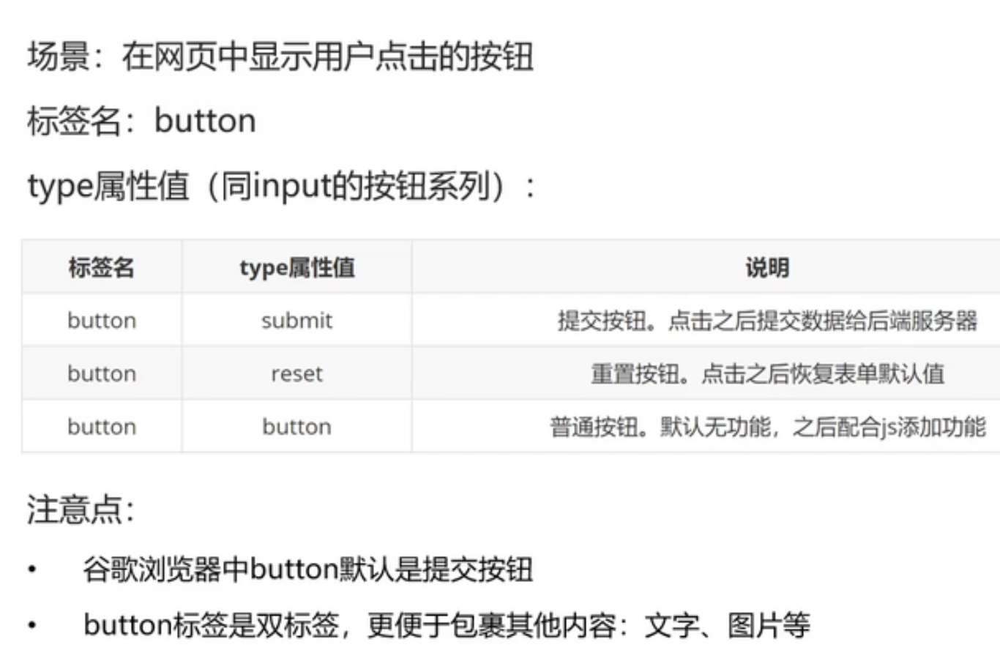 场景：在网页中显示用户点击的按钮
标签名：button
type属性值（同input的按钮系列）:
标签名 type属性值 说明
button submit 提交按钮。点击之后提交数据给后端服务器
button reset 重置按钮。点击之后恢复表单默认值
button button 普通按钮。默认无功能，之后配合js添加功能
注意点：
• 谷歌浏览器中button默认是提交按钮
• button标签是双标签，更便于包裹其他内容：文字、图片等